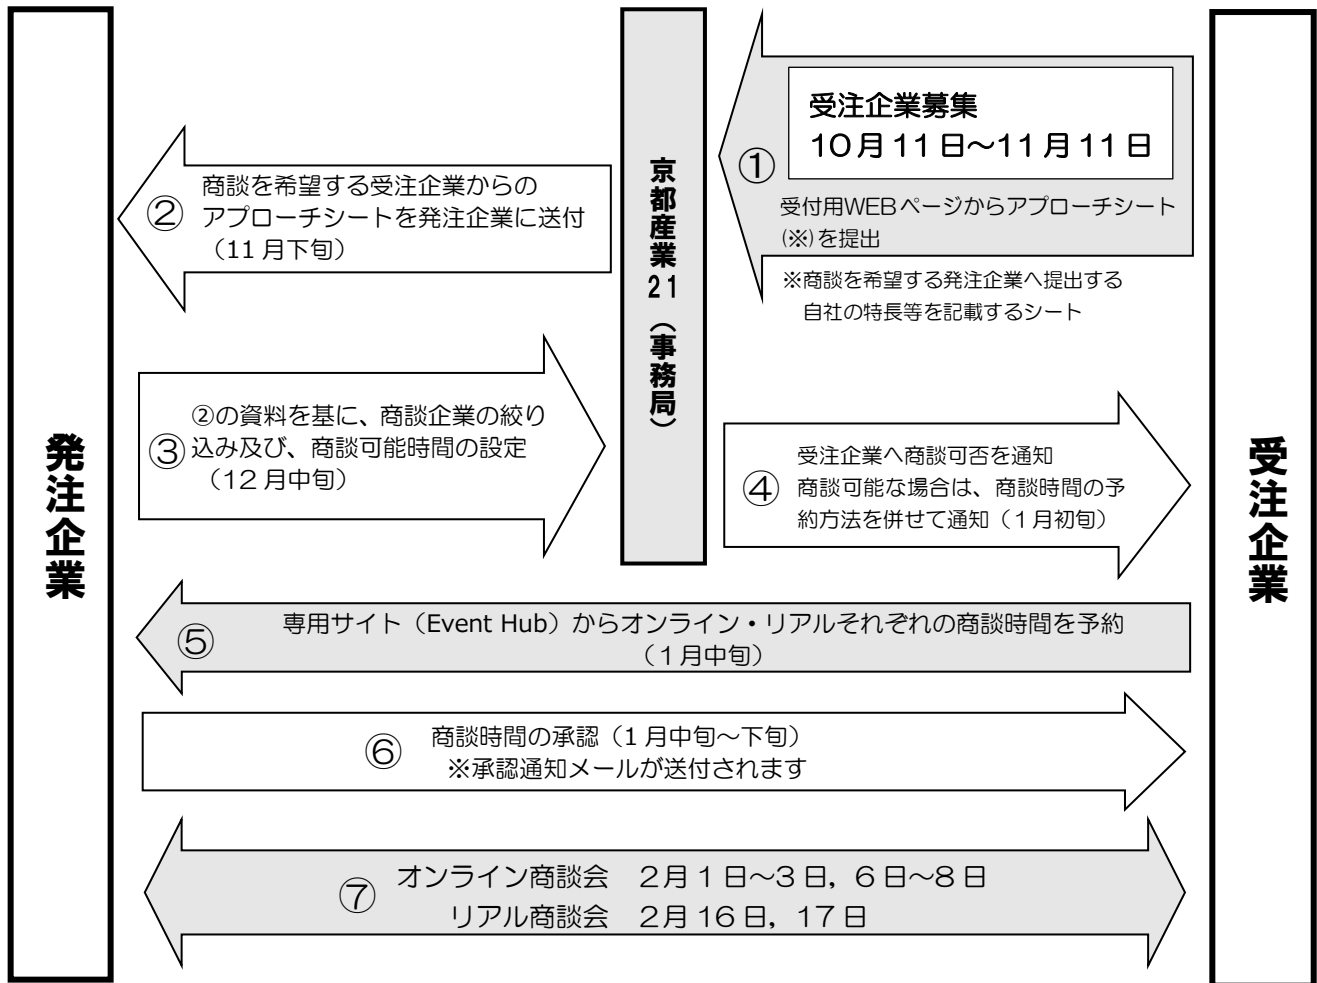 発注企業
京都産業21（事務局）
受注企業
①
受注企業募集
10月11日～11月11日
受付用WEBページからアプローチシート
(※)を提出
※商談を希望する発注企業へ提出する
自社の特長等を記載するシート
②
商談を希望する受注企業からの
アプローチシートを発注企業に送付
（11月下旬）
③
②の資料を基に、商談企業の絞り
込み及び、商談可能時間の設定
（12月中旬）
④
受注企業へ商談可否を通知
商談可能な場合は、商談時間の予
約方法を併せて通知（1月初旬）
⑤
専用サイト（Event Hub）からオンライン・リアルそれぞれの商談時間を予約
（1月中旬）
⑥
商談時間の承認（1月中旬～下旬）
※承認通知メールが送付されます
⑦
オンライン商談会　2月1日～3日，6日～8日
リアル商談会　2月16日，17日